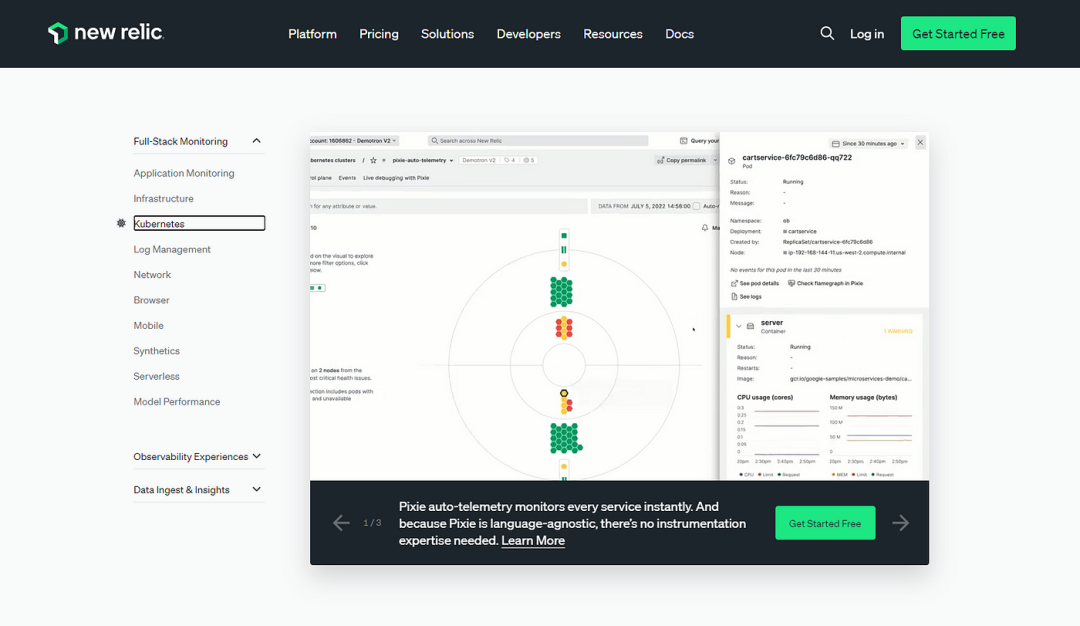 new relic.
Platform
Pricing
Solutions
Developers
Resources
Docs
Log in
Get Started Free
Full-Stack Monitoring
Application Monitoring
Infrastructure
Kubernetes
Log Management
Network
Browser
Mobile
Synthetics
Serverless
Model Performance
Observability Experiences
Data Ingest & Insights
ccount: 1606862 - Demotron V2
Search across New Relic
Query your
bernetes clusters / pixie-auto-telemetry
Demotron V2
4
5
Copy permalink
rol plane Events Live debugging with Pixie
for any attribute or value.
DATA FROM JULY 5, 2022 14:58:00
Auto-r
10
Ma
d on the visual to explore
more filter options, click
elow.
on 2 nodes from the
ost critical health issues.
ection includes pods with
and unavailable
Since 30 minutes ago
cartservice-6fc79c6d86-qq722
Pod
Status: Running
Reason: -
Message: -
Namespace: ob
Deployment: cartservice
Created by: ReplicaSet/cartservice-6fc79c6d86
Node: ip-192-168-144-11.us-west-2.compute.internal
No events for this pod in the last 30 minutes
See pod details
Check flamegraph in Pixie
See logs
server
Container
1 WARNING
Status: Running
Reason: -
Restarts: -
Image: gcr.io/google-samples/microservices-demo/ca...
CPU usage (cores)
0.3
0.25
0.2
0.15
0.1
0.05
0
20pm 2:30pm 2:40pm 2:50pm
CPU Limit Request
Memory usage (bytes)
150 M
100 M
50 M
0
20pm 2:30pm 2:40pm 2:50pm
MEM Limit Request
1 / 3
Pixie auto-telemetry monitors every service instantly. And
because Pixie is language-agnostic, there's no instrumentation
expertise needed. Learn More
Get Started Free